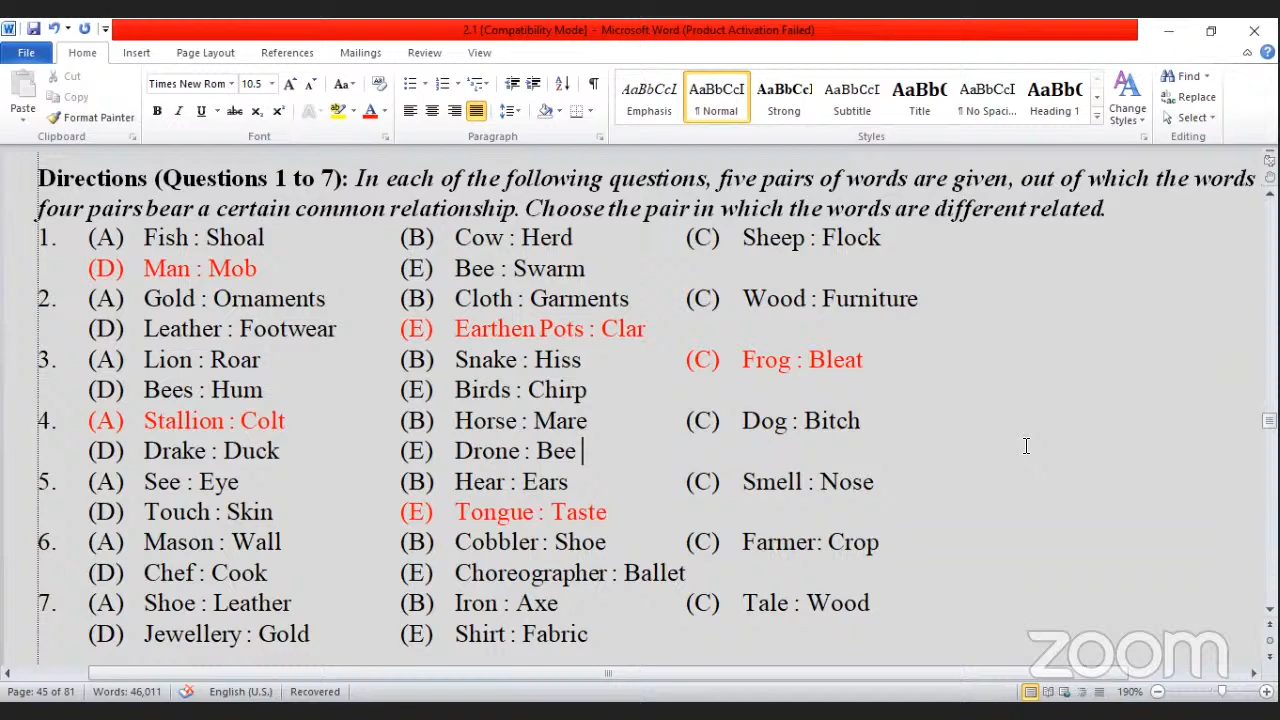 2.1 [Compatibility Mode] - Microsoft Word (Product Activation Failed)
File Home Insert Page Layout References Mailings Review View
Paste Cut Copy Format Painter
Times New Rom 10.5 Aa
B I U abc x₂ x² A
AaBbCcI AaBbCcI AaBbCcI AaBbCcI AaBb( AaBbCcI AaBb(
Emphasis ¶ Normal Strong Subtitle Title ¶ No Spaci... Heading 1
Change Styles
Find Replace Select
Clipboard Font Paragraph Styles Editing
Directions (Questions 1 to 7): In each of the following questions, five pairs of words are given, out of which the words
four pairs bear a certain common relationship. Choose the pair in which the words are different related.
1. (A) Fish : Shoal (B) Cow : Herd (C) Sheep : Flock
(D) Man : Mob (E) Bee : Swarm
2. (A) Gold : Ornaments (B) Cloth : Garments (C) Wood : Furniture
(D) Leather : Footwear (E) Earthen Pots : Clar
3. (A) Lion : Roar (B) Snake : Hiss (C) Frog : Bleat
(D) Bees : Hum (E) Birds : Chirp
4. (A) Stallion : Colt (B) Horse : Mare (C) Dog : Bitch
(D) Drake : Duck (E) Drone : Bee
5. (A) See : Eye (B) Hear : Ears (C) Smell : Nose
(D) Touch : Skin (E) Tongue : Taste
6. (A) Mason : Wall (B) Cobbler : Shoe (C) Farmer: Crop
(D) Chef : Cook (E) Choreographer : Ballet
7. (A) Shoe : Leather (B) Iron : Axe (C) Tale : Wood
(D) Jewellery : Gold (E) Shirt : Fabric
zoom
Page: 45 of 81 Words: 46,011 English (U.S.) Recovered 190%